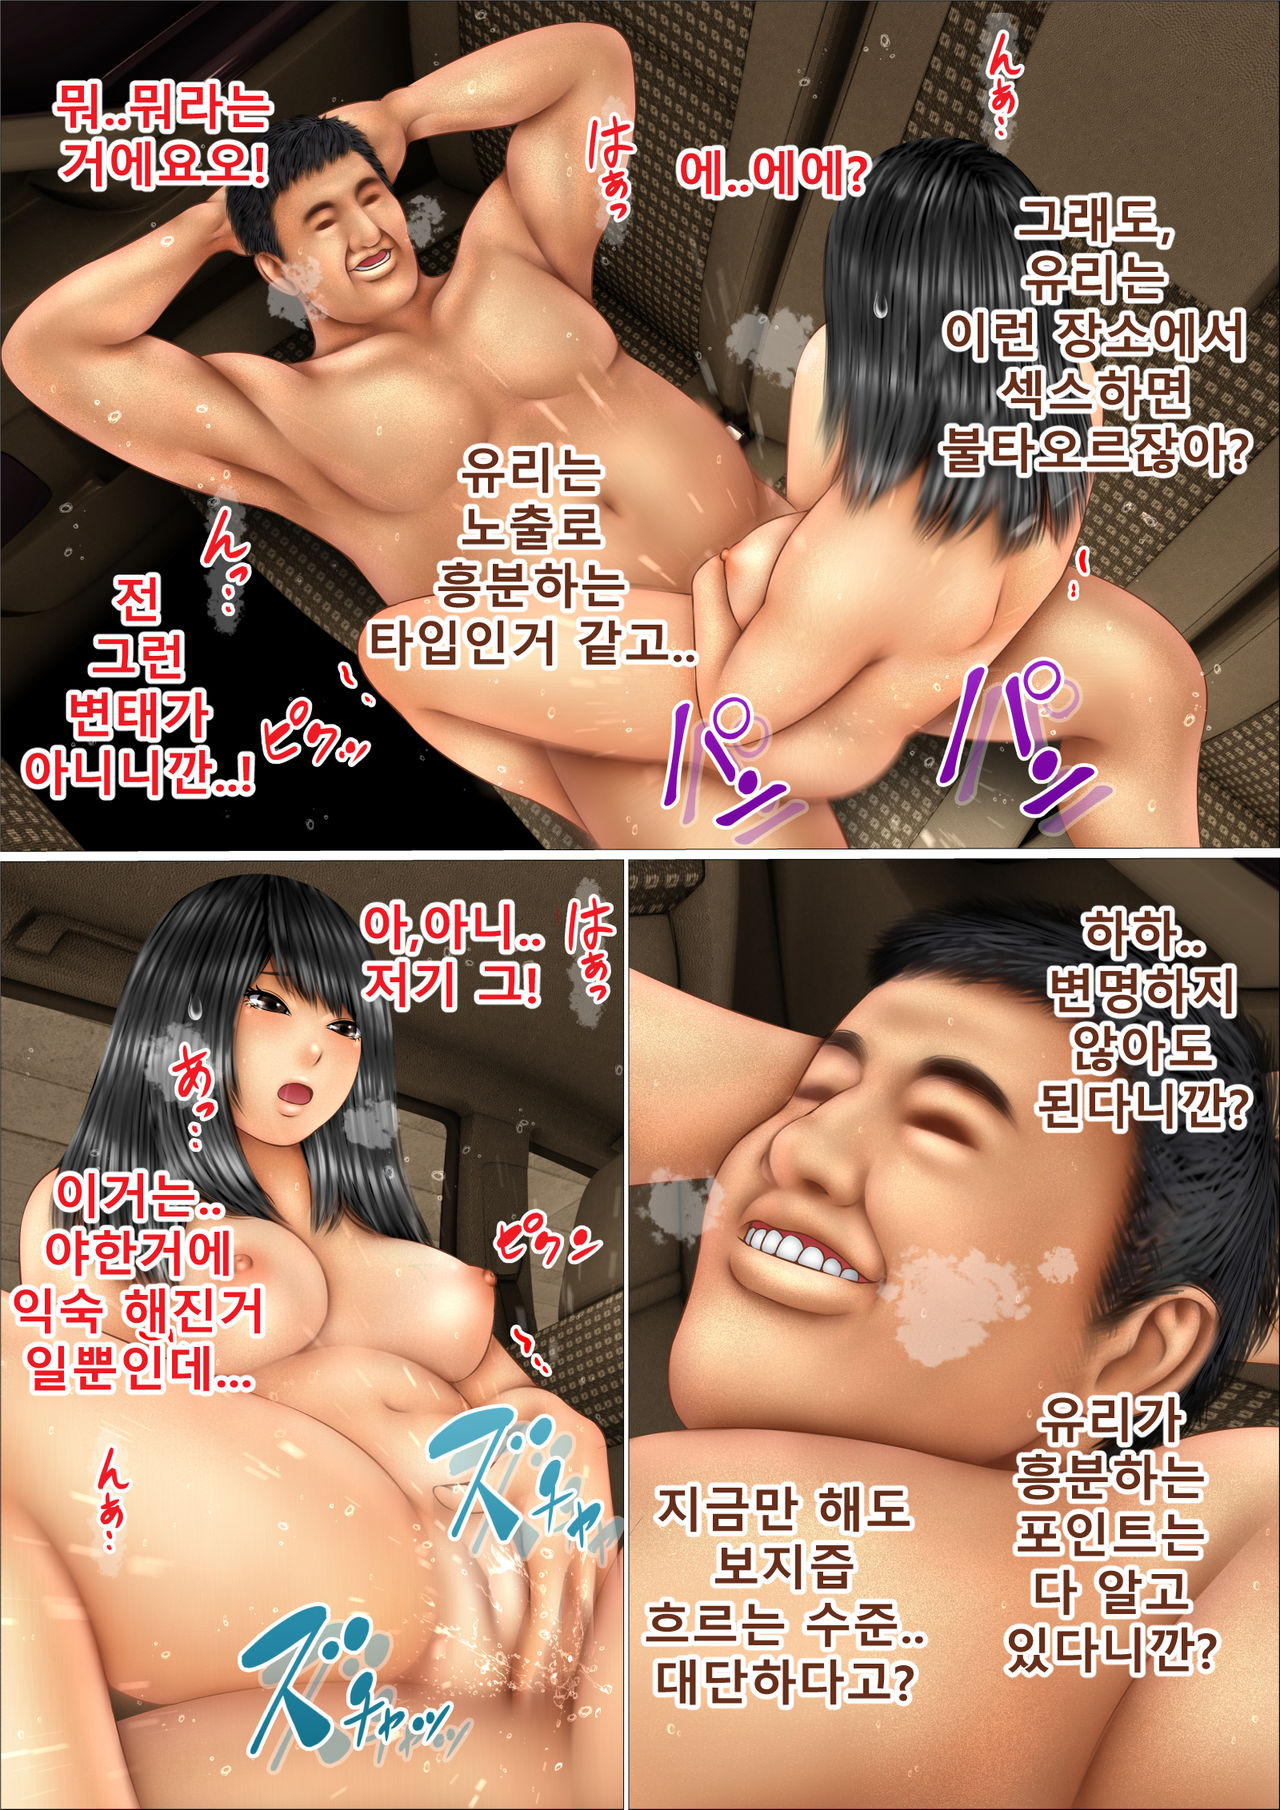 뭐..뭐라는
거에요오!
はぁっ
에..에에?
んぁ…
그래도,
유리는
이런 장소에서
섹스하면
불타오르잖아?
유리는
노출로
흥분하는
타입인거 같고..
んっ…
전
그런
변태가
아니니깐..!
ピクッ
パン
パン
아,아니..
저기 그!
はぁっ
あっ…
이거는..
야한거에
익숙 해진거
일뿐인데...
ピクン
んぁ…
ズチャ
ズチャッ
하하..
변명하지
않아도
된다니깐?
유리가
흥분하는
포인트는
다 알고
있다니깐?
지금만 해도
보지즙
흐르는 수준..
대단하다고?